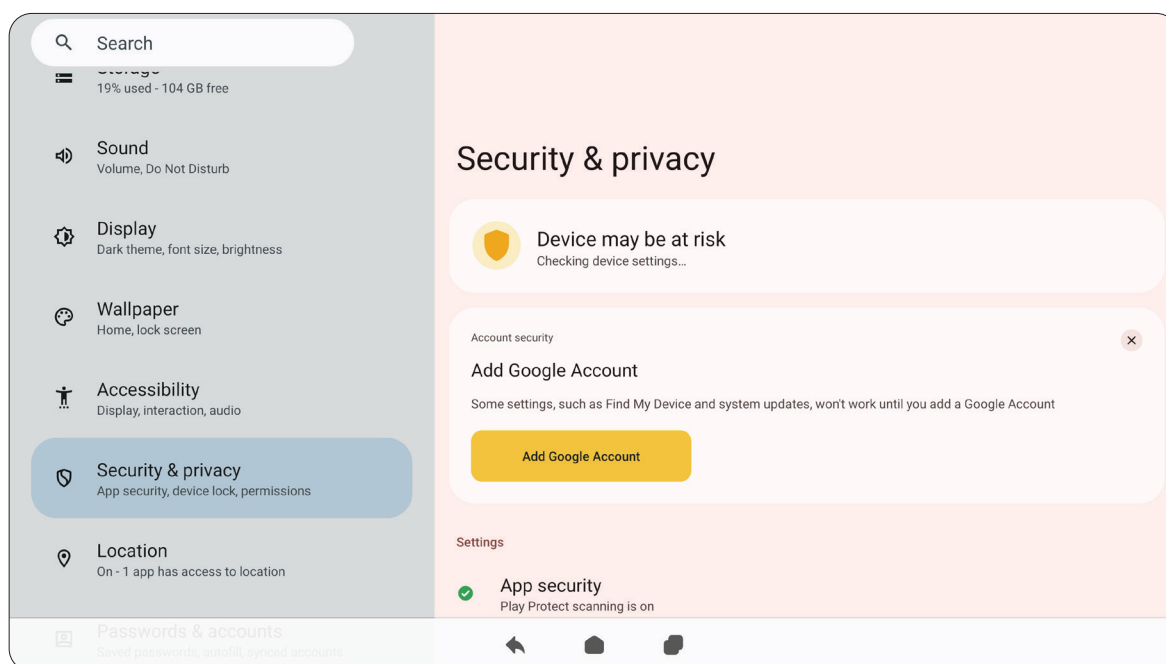 Search
Storage
19% used - 104 GB free
Sound
Volume, Do Not Disturb
Display
Dark theme, font size, brightness
Wallpaper
Home, lock screen
Accessibility
Display, interaction, audio
Security & privacy
App security, device lock, permissions
Location
On - 1 app has access to location
Passwords & accounts
Saved passwords, autofill, synced accounts
Security & privacy
Device may be at risk
Checking device settings...
Account security
Add Google Account
Some settings, such as Find My Device and system updates, won't work until you add a Google Account
Add Google Account
Settings
App security
Play Protect scanning is on